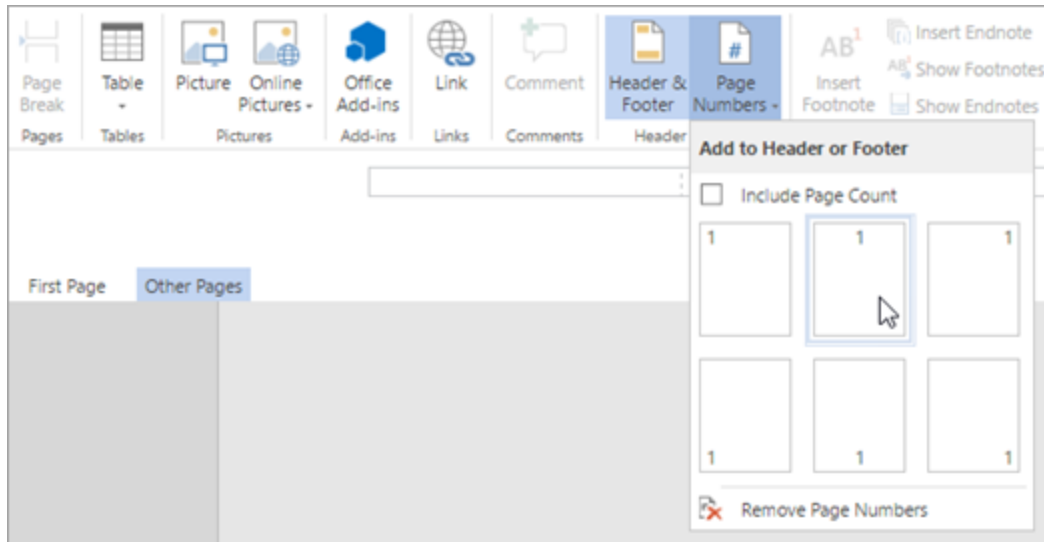 Page Break
Table
Picture
Online Pictures
Office Add-ins
Link
Comment
Header & Footer
# Page Numbers
AB1 Insert Footnote
Insert Endnote
AB Show Footnotes
Show Endnotes
Pages
Tables
Pictures
Add-ins
Links
Comments
Header
Add to Header or Footer
Include Page Count
1 1 1
First Page Other Pages
1 1 1
Remove Page Numbers